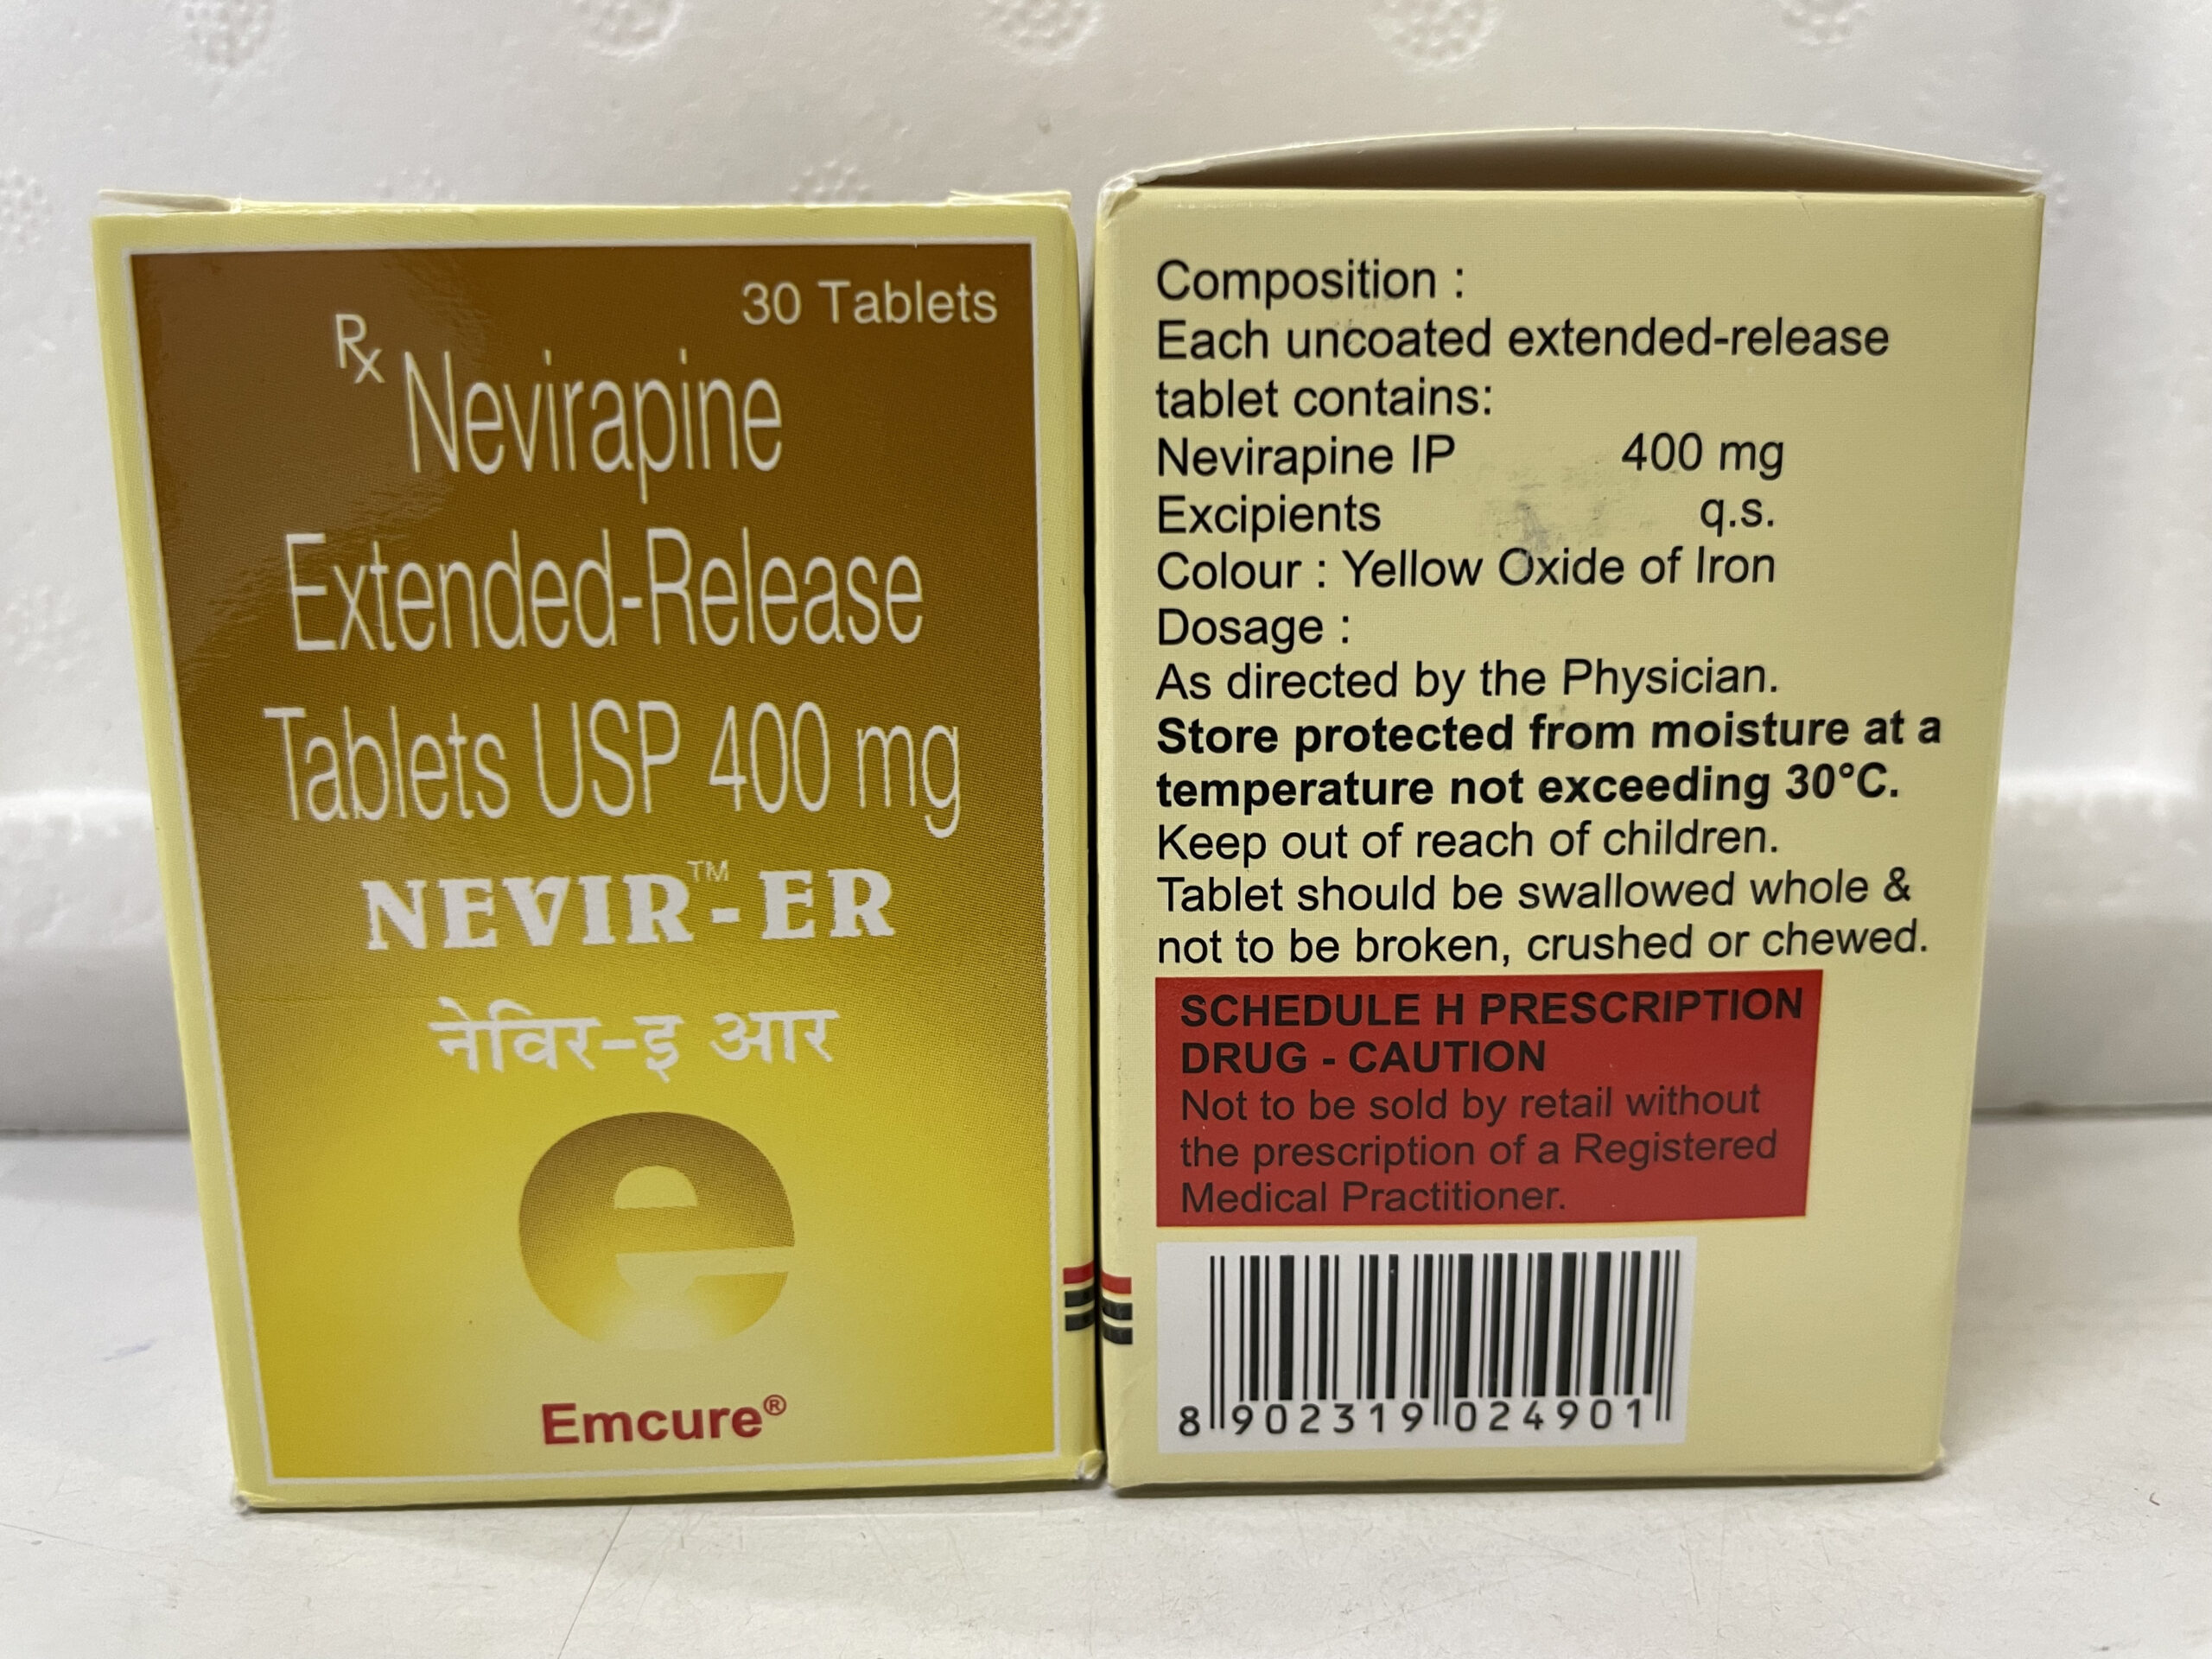 30 Tablets
Rx Nevirapine
Extended-Release
Tablets USP 400 mg
NEVIR™-ER
नेविर-इ आर
e
Emcure®
Composition :
Each uncoated extended-release
tablet contains:
Nevirapine IP 400 mg
Excipients q.s.
Colour : Yellow Oxide of Iron
Dosage :
As directed by the Physician.
Store protected from moisture at a
temperature not exceeding 30°C.
Keep out of reach of children.
Tablet should be swallowed whole &
not to be broken, crushed or chewed.
SCHEDULE H PRESCRIPTION
DRUG - CAUTION
Not to be sold by retail without
the prescription of a Registered
Medical Practitioner.
8 902319 024901